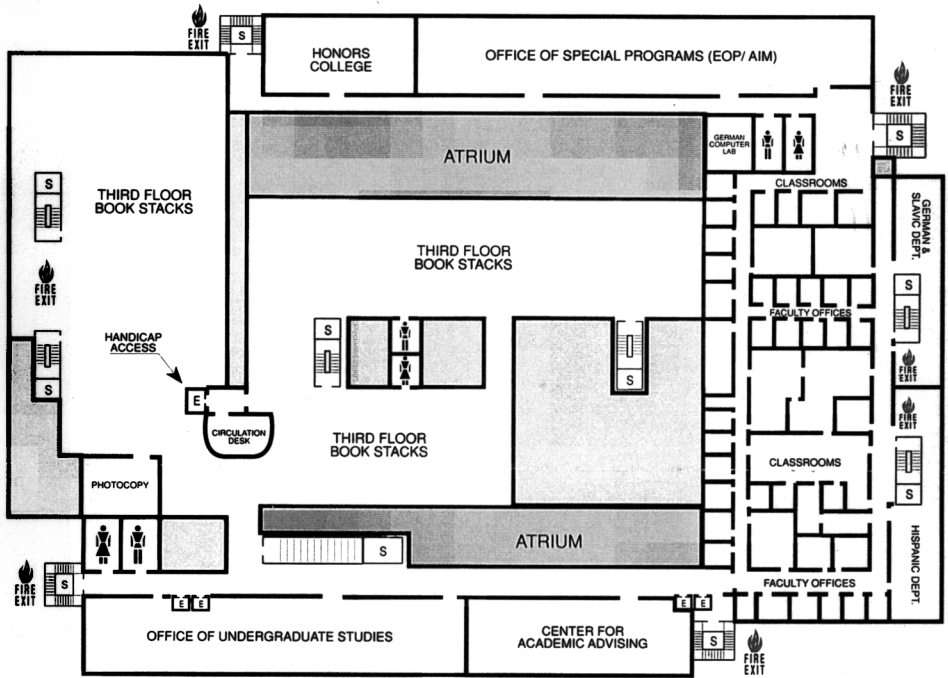 FIRE
EXIT
S
HONORS
COLLEGE
OFFICE OF SPECIAL PROGRAMS (EOP/ AIM)
FIRE
EXIT
S
ATRIUM
GERMAN
COMPUTER
LAB
CLASSROOMS
S
THIRD FLOOR
BOOK STACKS
GERMAN &
SLAVIC DEPT.
THIRD FLOOR
BOOK STACKS
FIRE
EXIT
S
FACULTY OFFICES
HANDICAP
ACCESS
S
S
FIRE
EXIT
S
S
E
FIRE
EXIT
CIRCULATION
DESK
THIRD FLOOR
BOOK STACKS
CLASSROOMS
PHOTOCOPY
S
ATRIUM
S
HISPANIC DEPT.
FIRE
EXIT
S
FACULTY OFFICES
E E
E E
OFFICE OF UNDERGRADUATE STUDIES
CENTER FOR
ACADEMIC ADVISING
S
FIRE
EXIT